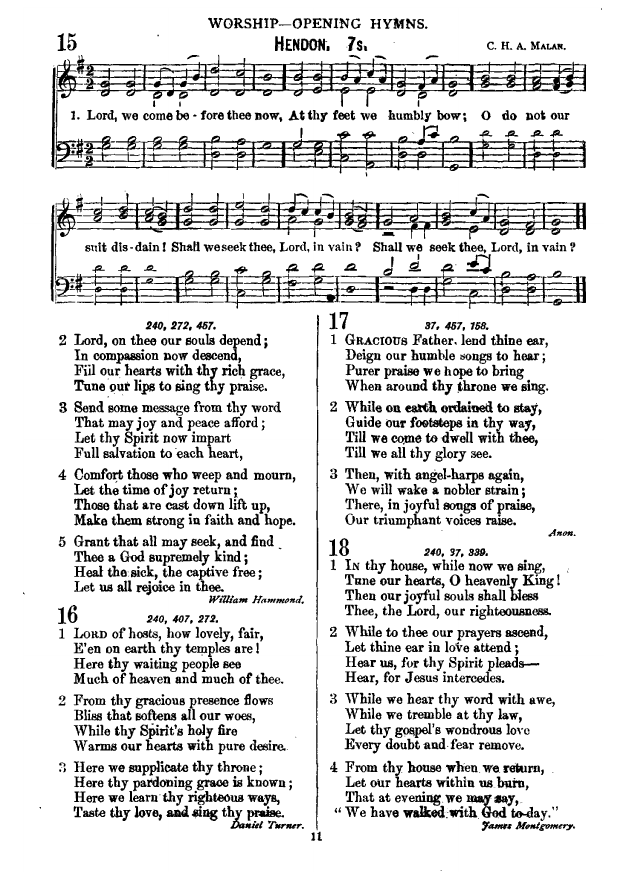 WORSHIP—OPENING HYMNS.
15
HENDON. 7s.
C. H. A. MALAN.
1. Lord, we come be - fore thee now, At thy feet we humbly bow; O do not our
suit dis-dain! Shall we seek thee, Lord, in vain? Shall we seek thee, Lord, in vain?
240, 272, 457.
2 Lord, on thee our souls depend;
In compassion now descend,
Fill our hearts with thy rich grace,
Tune our lips to sing thy praise.
3 Send some message from thy word
That may joy and peace afford;
Let thy Spirit now impart
Full salvation to each heart,
4 Comfort those who weep and mourn,
Let the time of joy return;
Those that are cast down lift up,
Make them strong in faith and hope.
5 Grant that all may seek, and find
Thee a God supremely kind;
Heal the sick, the captive free;
Let us all rejoice in thee.
William Hammond.
16
240, 407, 272.
1 LORD of hosts, how lovely, fair,
E'en on earth thy temples are!
Here thy waiting people see
Much of heaven and much of thee.
2 From thy gracious presence flows
Bliss that softens all our woes,
While thy Spirit's holy fire
Warms our hearts with pure desire.
3 Here we supplicate thy throne;
Here thy pardoning grace is known;
Here we learn thy righteous ways,
Taste thy love, and sing thy praise.
Daniel Turner.
17
37, 457, 158.
1 GRACIOUS Father, lend thine ear,
Deign our humble songs to hear;
Purer praise we hope to bring
When around thy throne we sing.
2 While on earth ordained to stay,
Guide our footsteps in thy way,
Till we come to dwell with thee,
Till we all thy glory see.
3 Then, with angel-harps again,
We will wake a nobler strain;
There, in joyful songs of praise,
Our triumphant voices raise.
Anon.
18
240, 37, 339.
1 IN thy house, while now we sing,
Tune our hearts, O heavenly King!
Then our joyful souls shall bless
Thee, the Lord, our righteousness.
2 While to thee our prayers ascend,
Let thine ear in love attend;
Hear us, for thy Spirit pleads—
Hear, for Jesus intercedes.
3 While we hear thy word with awe,
While we tremble at thy law,
Let thy gospel's wondrous love
Every doubt and fear remove.
4 From thy house when we return,
Let our hearts within us burn,
That at evening we may say,
"We have walked with God to-day."
James Montgomery.
11